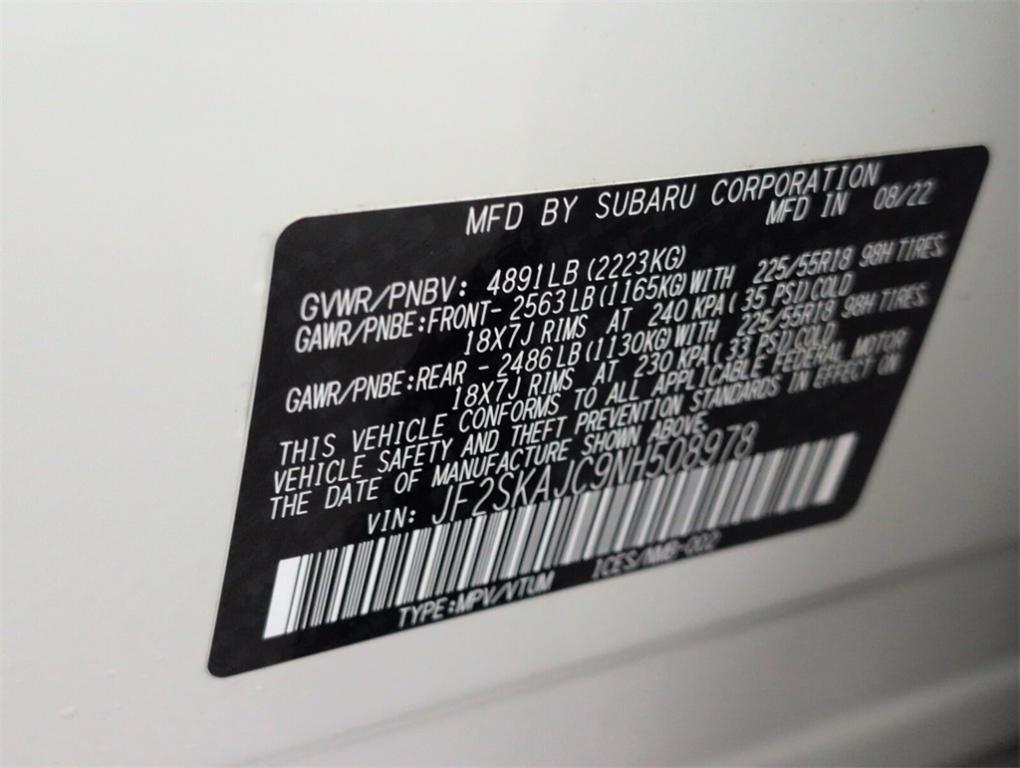 MFD BY SUBARU CORPORATION
MFD IN 08/22
GVWR/PNBV: 4891LB(2223KG)
GAWR/PNBE:FRONT- 2563LB(1165KG)WITH 225/55R18 98H TIRES.
18X7J RIMS AT 240 KPA( 35 PSI)COLD
GAWR/PNBE:REAR - 2486LB(1130KG)WITH 225/55R18 98H TIRES.
18X7J RIMS AT 230 KPA( 33 PSI)COLD
THIS VEHICLE CONFORMS TO ALL APPLICABLE FEDERAL MOTOR
VEHICLE SAFETY AND THEFT PREVENTION STANDARDS IN EFFECT ON
THE DATE OF MANUFACTURE SHOWN ABOVE.
VIN: JF2SKAJC9NH508978
TYPE:MPV/VTUM ICES/NMB-002